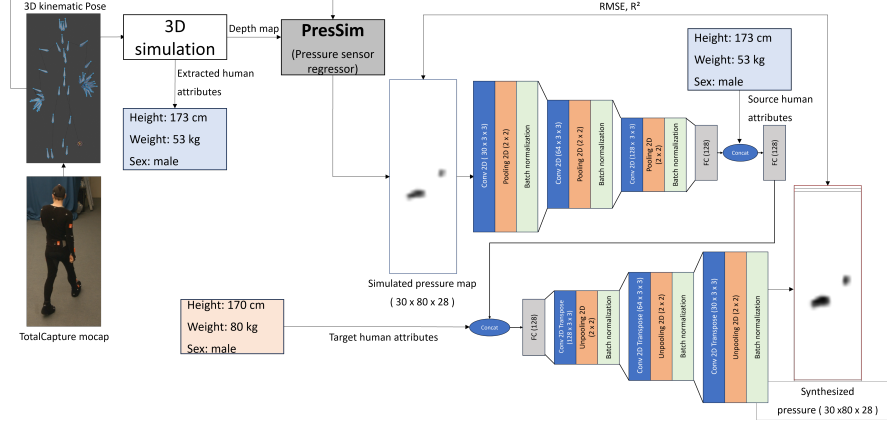 3D kinematic Pose
3D
simulation
Depth map
PresSim
(Pressure sensor
regressor)
RMSE, R²
Extracted human
attributes
Height: 173 cm
Weight: 53 kg
Sex: male
Height: 173 cm
Weight: 53 kg
Sex: male
Source human
attributes
Conv 2D ( 30 x 3 x 3)
Pooling 2D (2 x 2)
Batch normalization
Conv 2D (64 x 3 x 3)
Pooling 2D (2 x 2)
Batch normalization
Conv 2D (128 x 3 x 3)
Pooling 2D
(2 x 2)
Batch normalization
FC (128)
Concat
FC (128)
Simulated pressure map
( 30 x 80 x 28 )
TotalCapture mocap
Height: 170 cm
Weight: 80 kg
Sex: male
Target human attributes
Concat
FC (128)
Conv 2D Transpose
(128 x 3 x 3)
Unpooling 2D
(2 x 2)
Batch normalization
Conv 2D Transpose (64 x 3 x 3)
Unpooling 2D (2 x 2)
Batch normalization
Conv 2D Transpose (30 x 3 x 3)
Unpooling 2D (2 x 2)
Batch normalization
Synthesized
pressure ( 30 x80 x 28 )